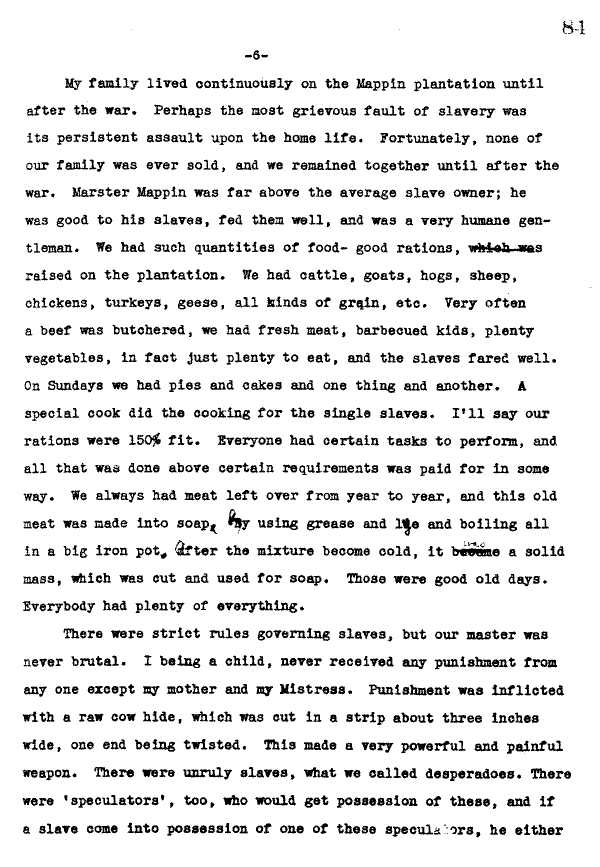 84
-6-
My family lived continuously on the Mappin plantation until
after the war. Perhaps the most grievous fault of slavery was
its persistent assault upon the home life. Fortunately, none of
our family was ever sold, and we remained together until after the
war. Marster Mappin was far above the average slave owner; he
was good to his slaves, fed them well, and was a very humane gen-
tleman. We had such quantities of food- good rations, which was
raised on the plantation. We had cattle, goats, hogs, sheep,
chickens, turkeys, geese, all kinds of grain, etc. Very often
a beef was butchered, we had fresh meat, barbecued kids, plenty
vegetables, in fact just plenty to eat, and the slaves fared well.
On Sundays we had pies and cakes and one thing and another. A
special cook did the cooking for the single slaves. I'll say our
rations were 150% fit. Everyone had certain tasks to perform, and
all that was done above certain requirements was paid for in some
way. We always had meat left over from year to year, and this old
meat was made into soap, By using grease and lye and boiling all
in a big iron pot. After the mixture become cold, it became a solid
mass, which was cut and used for soap. Those were good old days.
Everybody had plenty of everything.
There were strict rules governing slaves, but our master was
never brutal. I being a child, never received any punishment from
any one except my mother and my Mistress. Punishment was inflicted
with a raw cow hide, which was cut in a strip about three inches
wide, one end being twisted. This made a very powerful and painful
weapon. There were unruly slaves, what we called desperadoes. There
were 'speculators', too, who would get possession of these, and if
a slave come into possession of one of these speculators, he either